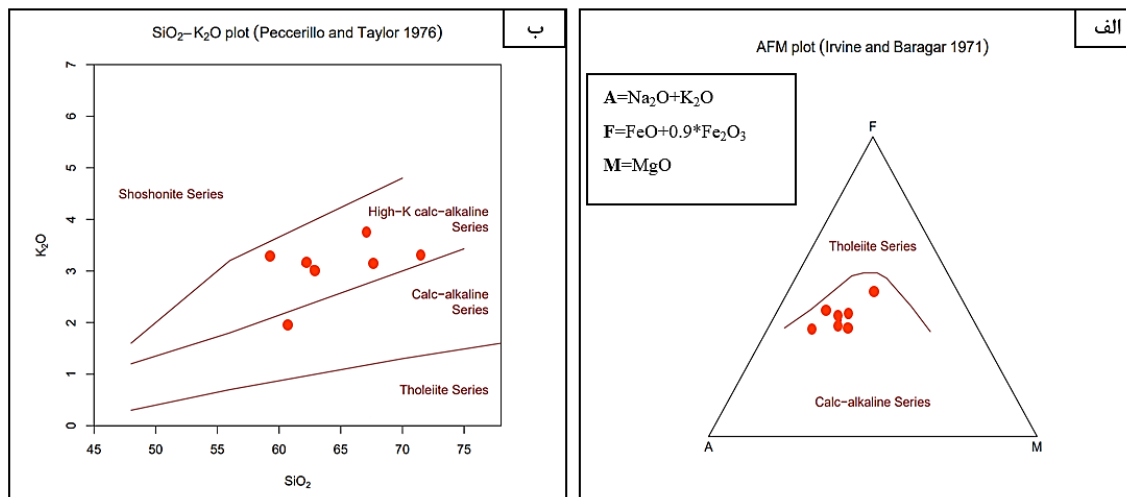 ب
SiO₂−K₂O plot (Peccerillo and Taylor 1976)
7
6
5
4
3
2
1
0
K₂O
Shoshonite Series
High−K calc−alkaline
Series
Calc−alkaline
Series
Tholeiite Series
45
50
55
60
65
70
75
SiO₂
الف
AFM plot (Irvine and Baragar 1971)
A=Na₂O+K₂O
F=FeO+0.9*Fe₂O₃
M=MgO
F
Tholeiite Series
Calc−alkaline Series
A
M